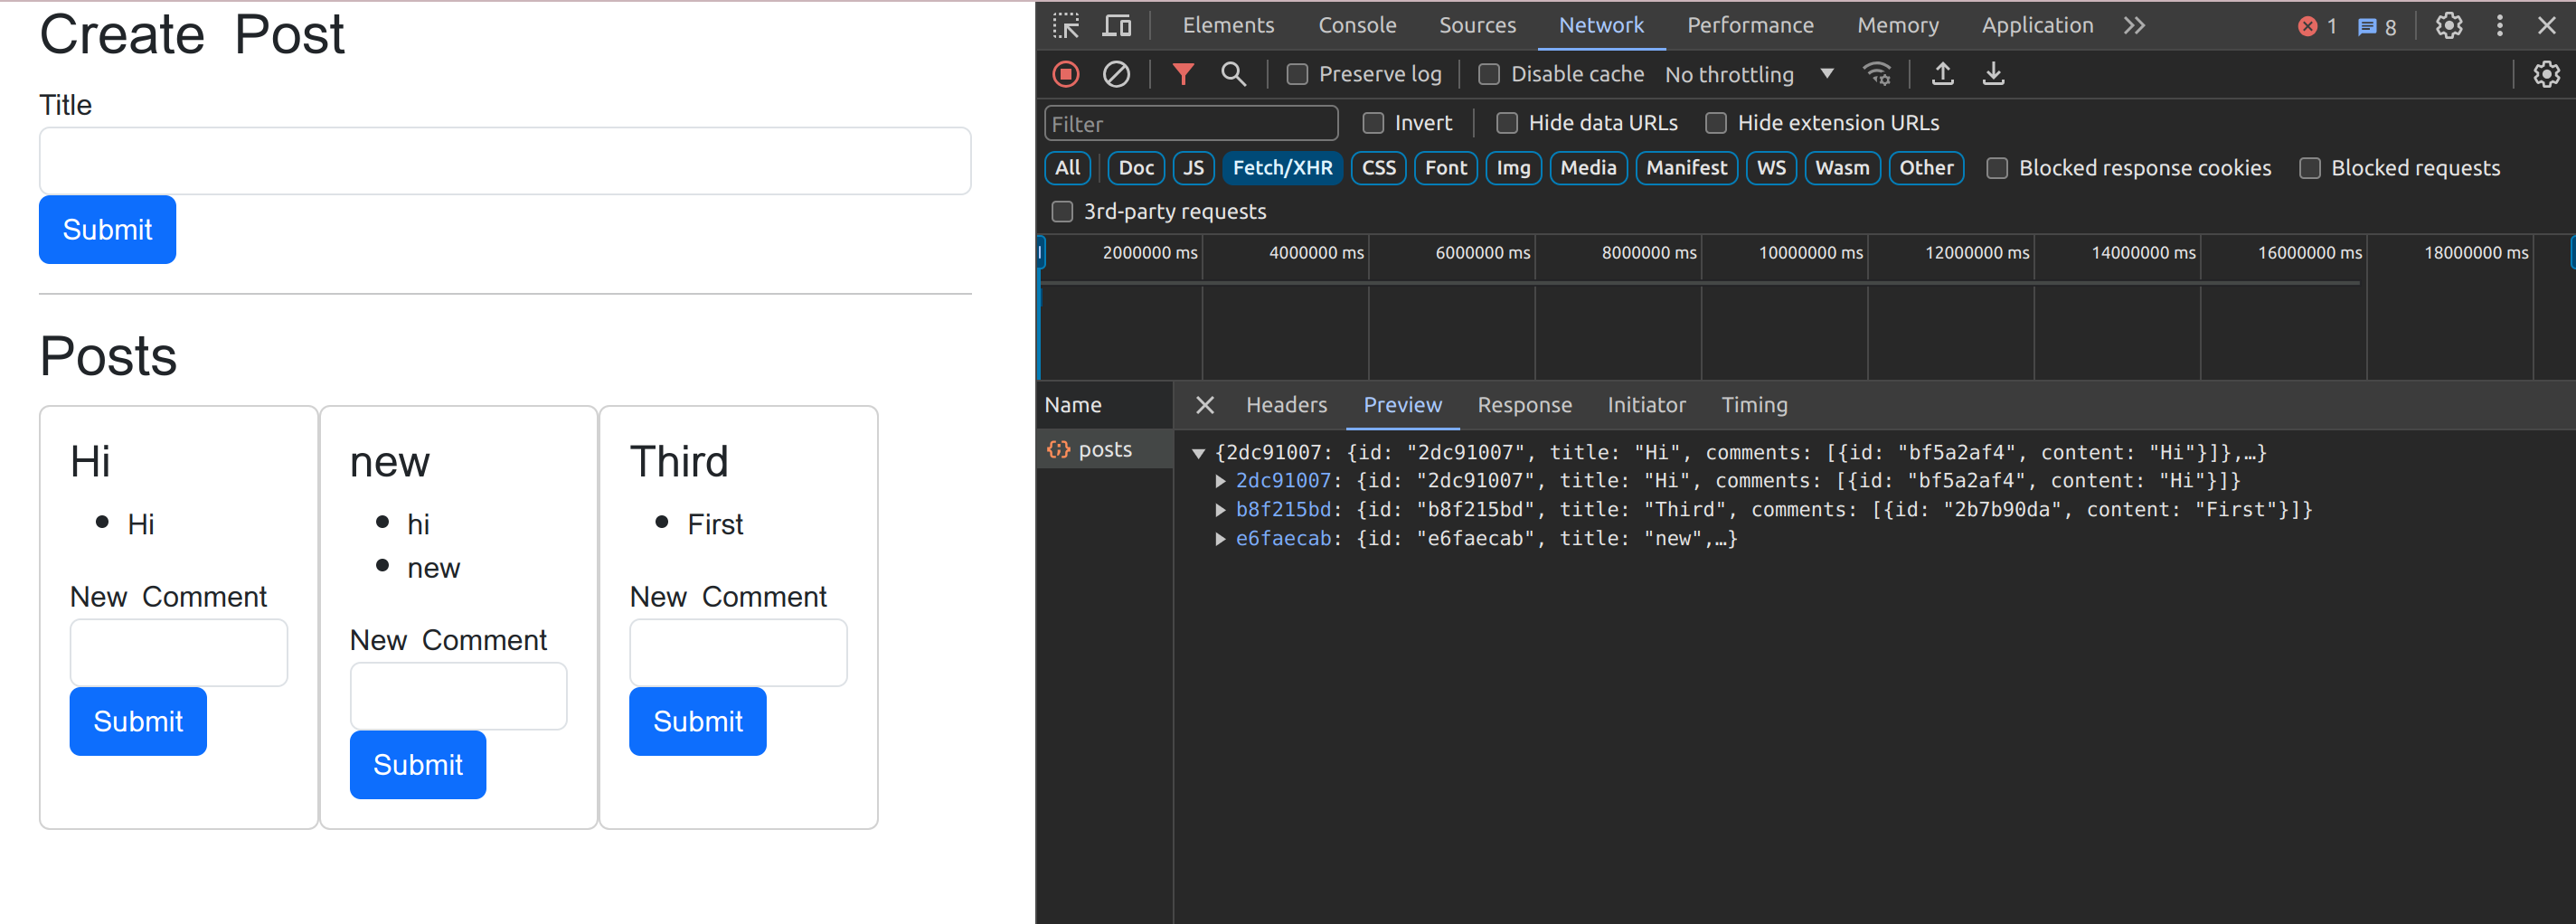 Create Post
Title
Submit
Posts
Hi
Hi
New Comment
Submit
new
hi
new
New Comment
Submit
Third
First
New Comment
Submit
Elements Console Sources Network Performance Memory Application 1 8
Preserve log Disable cache No throttling
Filter Invert Hide data URLs Hide extension URLs
All Doc JS Fetch/XHR CSS Font Img Media Manifest WS Wasm Other Blocked response cookies Blocked requests
3rd-party requests
2000000 ms 4000000 ms 6000000 ms 8000000 ms 10000000 ms 12000000 ms 14000000 ms 16000000 ms 18000000 ms
Name Headers Preview Response Initiator Timing
posts
{2dc91007: {id: "2dc91007", title: "Hi", comments: [{id: "bf5a2af4", content: "Hi"}]},…}
2dc91007: {id: "2dc91007", title: "Hi", comments: [{id: "bf5a2af4", content: "Hi"}]}
b8f215bd: {id: "b8f215bd", title: "Third", comments: [{id: "2b7b90da", content: "First"}]}
e6faecab: {id: "e6faecab", title: "new",…}